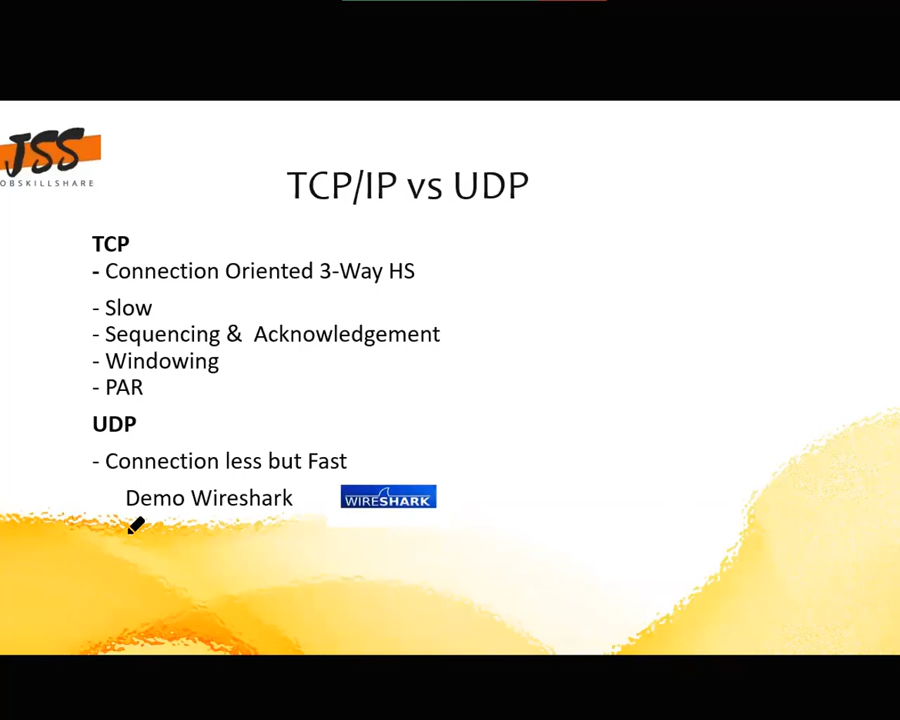 JSS
OBSKILLSHARE
TCP/IP vs UDP
TCP
- Connection Oriented 3-Way HS
- Slow
- Sequencing & Acknowledgement
- Windowing
- PAR
UDP
- Connection less but Fast
Demo Wireshark
WIRESHARK